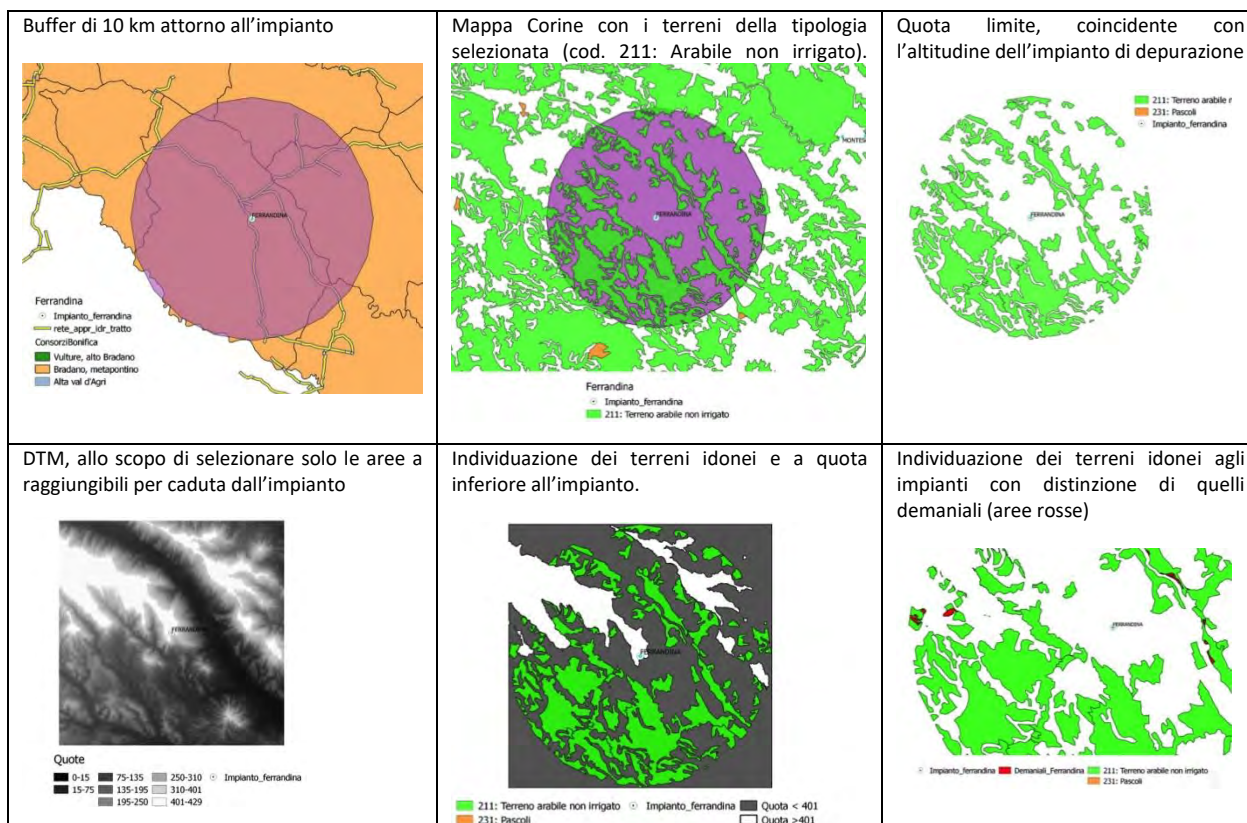 Buffer di 10 km attorno all'impianto
FERRANDINA
Ferrandina
Impianto_ferrandina
rete_appr_idr_tratto
ConsorziBonifica
Vulture, alto Bradano
Bradano, metapontino
Alta val d'Agri
Mappa Corine con i terreni della tipologia
selezionata (cod. 211: Arabile non irrigato).
MONTES
FERRANDINA
Ferrandina
Impianto_ferrandina
211: Terreno arabile non irrigato
Quota limite, coincidente con
l'altitudine dell'impianto di depurazione
211: Terreno arabile r
231: Pascoli
Impianto_ferrandina
FERRANDINA
DTM, allo scopo di selezionare solo le aree a
raggiungibili per caduta dall'impianto
Quote
0-15 75-135 250-310 Impianto_ferrandina
15-75 135-195 310-401
195-250 401-429
Individuazione dei terreni idonei e a quota
inferiore all'impianto.
FERRANDINA
211: Terreno arabile non irrigato Impianto_ferrandina Quota < 401
231: Pascoli Quota >401
Individuazione dei terreni idonei agli
impianti con distinzione di quelli
demaniali (aree rosse)
FERRANDINA
Impianto_ferrandina Demaniali_Ferrandina 211: Terreno arabile non irrigato
231: Pascoli